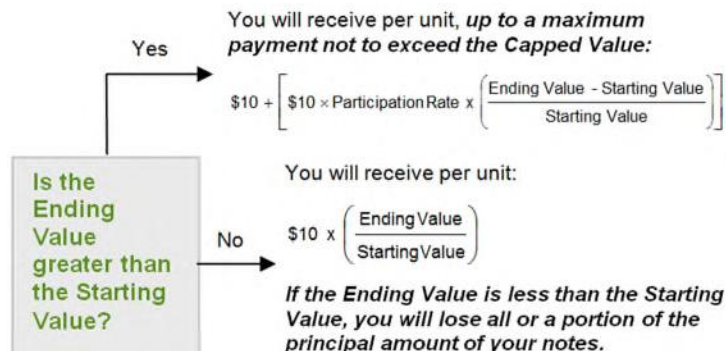 You will receive per unit, up to a maximum
payment not to exceed the Capped Value:
Yes
$10 + [ $10 × Participation Rate x ( Ending Value - Starting Value / Starting Value ) ]
Is the
Ending
Value
greater than
the Starting
Value?
No
You will receive per unit:
$10 x ( Ending Value / Starting Value )
If the Ending Value is less than the Starting
Value, you will lose all or a portion of the
principal amount of your notes.